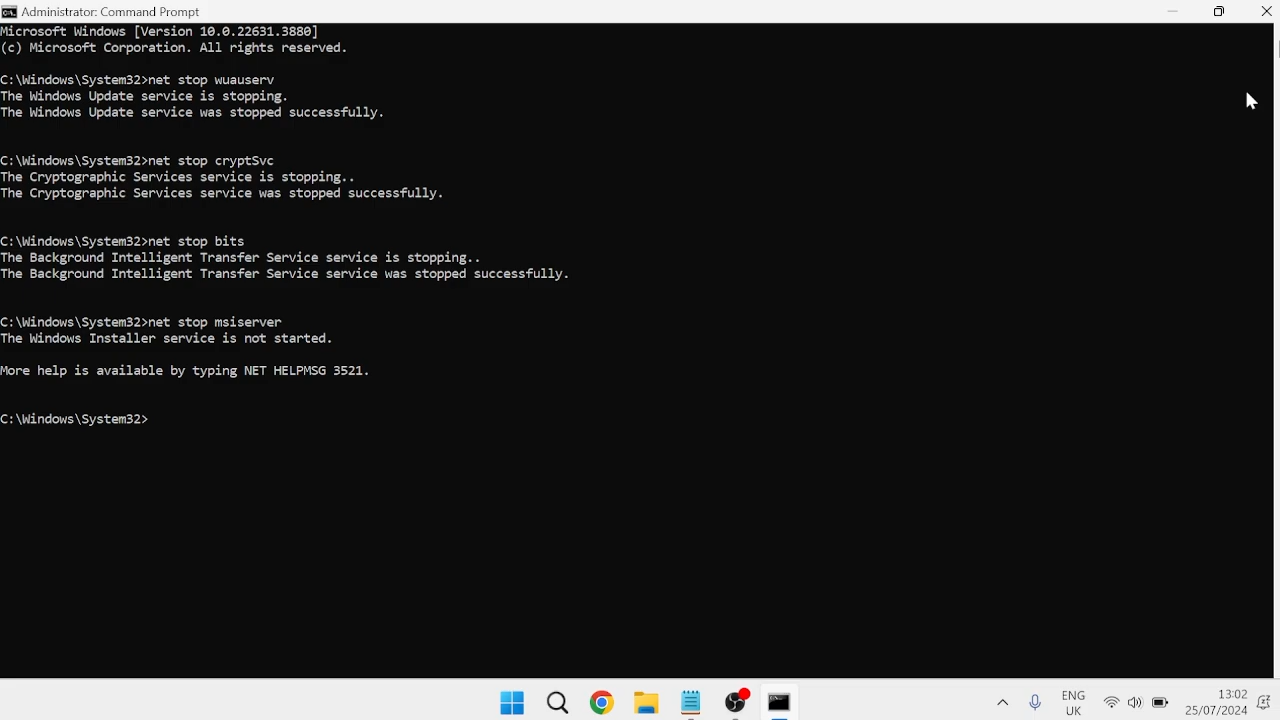 Administrator: Command Prompt
Microsoft Windows [Version 10.0.22631.3880]
(c) Microsoft Corporation. All rights reserved.
C:\Windows\System32>net stop wuauserv
The Windows Update service is stopping.
The Windows Update service was stopped successfully.
C:\Windows\System32>net stop cryptSvc
The Cryptographic Services service is stopping..
The Cryptographic Services service was stopped successfully.
C:\Windows\System32>net stop bits
The Background Intelligent Transfer Service service is stopping..
The Background Intelligent Transfer Service service was stopped successfully.
C:\Windows\System32>net stop msiserver
The Windows Installer service is not started.
More help is available by typing NET HELPMSG 3521.
C:\Windows\System32>
ENG
UK
13:02
25/07/2024